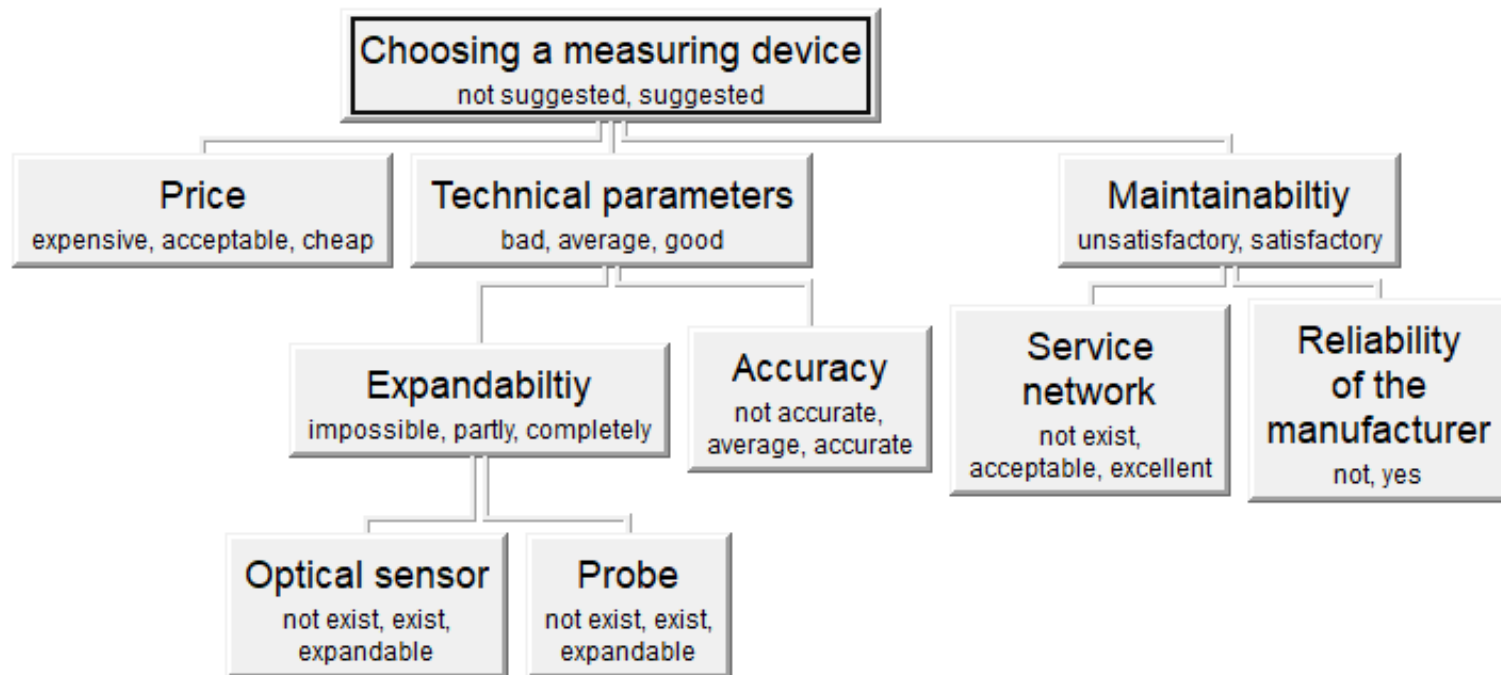 Choosing a measuring device
not suggested, suggested
Price
expensive, acceptable, cheap
Technical parameters
bad, average, good
Maintainabiltiy
unsatisfactory, satisfactory
Expandabiltiy
impossible, partly, completely
Accuracy
not accurate,
average, accurate
Service
network
not exist,
acceptable, excellent
Reliability
of the
manufacturer
not, yes
Optical sensor
not exist, exist,
expandable
Probe
not exist, exist,
expandable